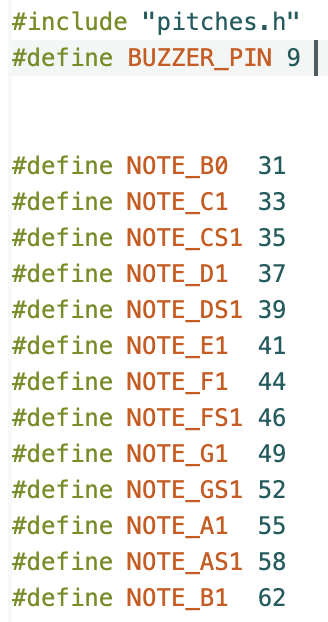 #include "pitches.h"
#define BUZZER_PIN 9
#define NOTE_B0  31
#define NOTE_C1  33
#define NOTE_CS1 35
#define NOTE_D1  37
#define NOTE_DS1 39
#define NOTE_E1  41
#define NOTE_F1  44
#define NOTE_FS1 46
#define NOTE_G1  49
#define NOTE_GS1 52
#define NOTE_A1  55
#define NOTE_AS1 58
#define NOTE_B1  62